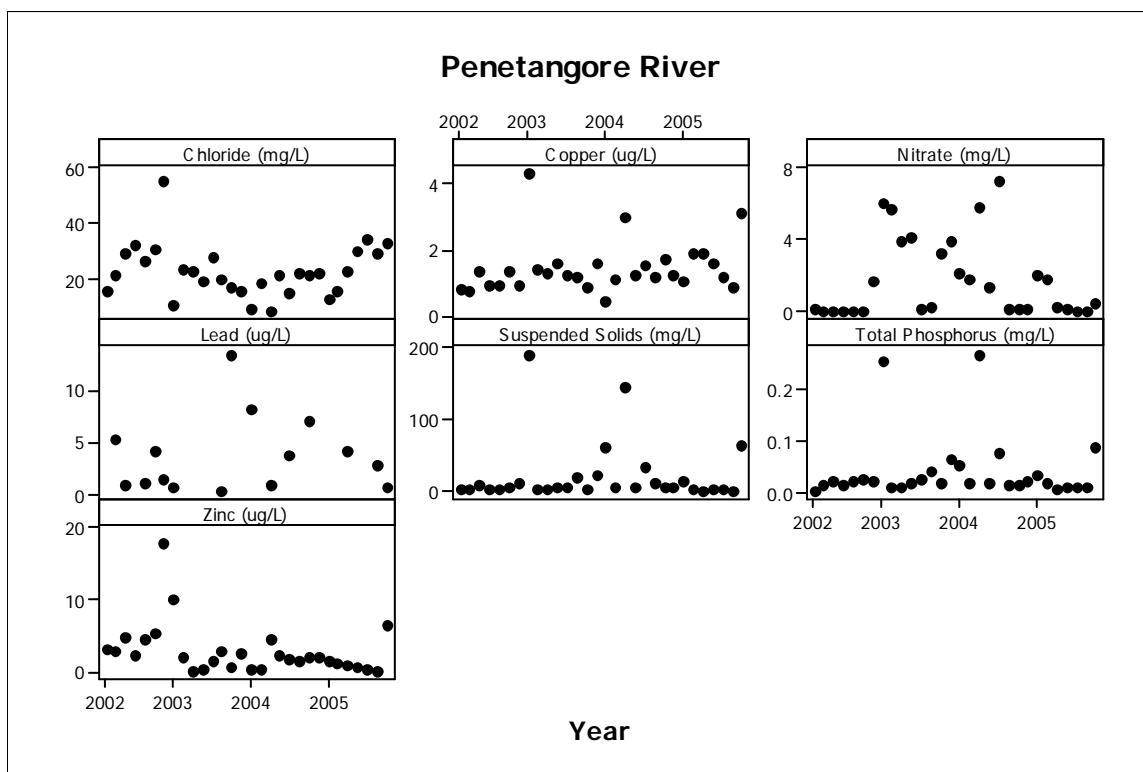 Penetangore River
2002 2003 2004 2005
Chloride (mg/L) Copper (ug/L) Nitrate (mg/L)
60
40
20
4
2
0
8
4
0
Lead (ug/L) Suspended Solids (mg/L) Total Phosphorus (mg/L)
10
5
0
200
100
0
0.2
0.1
0.0
2002 2003 2004 2005
Zinc (ug/L)
20
10
0
2002 2003 2004 2005
Year